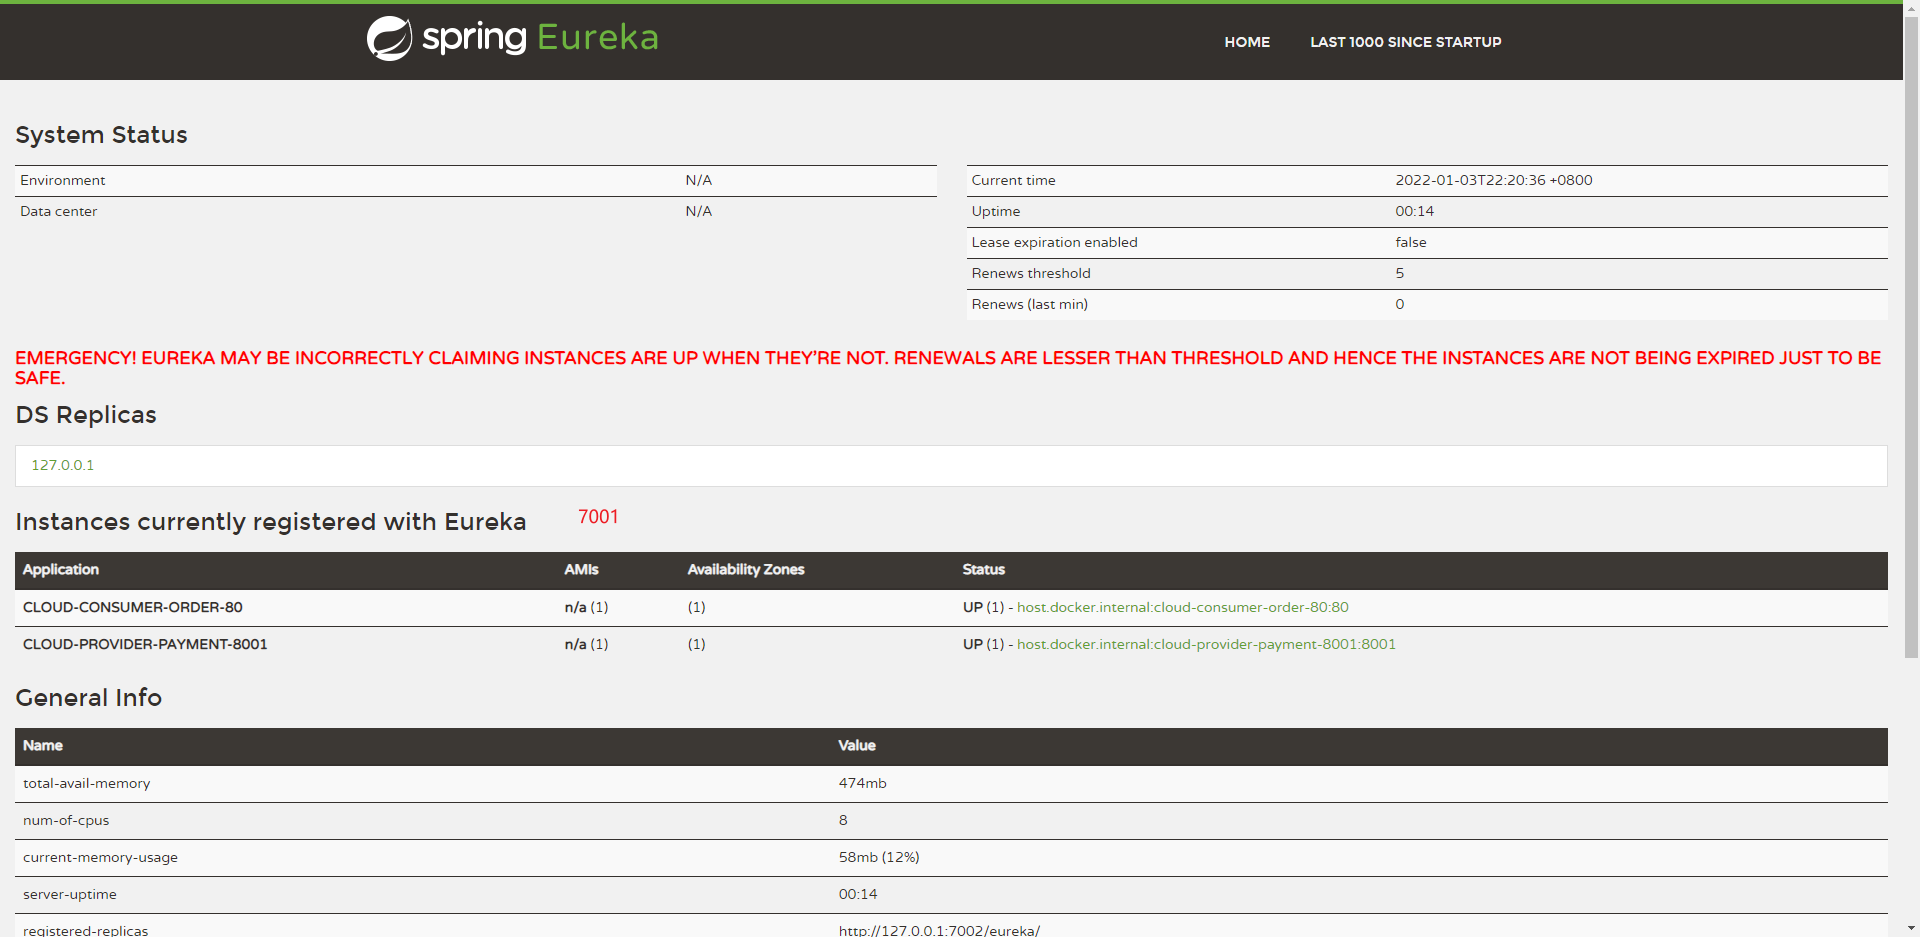 spring Eureka
HOME LAST 1000 SINCE STARTUP
System Status
Environment N/A
Data center N/A
Current time 2022-01-03T22:20:36 +0800
Uptime 00:14
Lease expiration enabled false
Renews threshold 5
Renews (last min) 0
EMERGENCY! EUREKA MAY BE INCORRECTLY CLAIMING INSTANCES ARE UP WHEN THEY'RE NOT. RENEWALS ARE LESSER THAN THRESHOLD AND HENCE THE INSTANCES ARE NOT BEING EXPIRED JUST TO BE
SAFE.
DS Replicas
127.0.0.1
Instances currently registered with Eureka 7001
Application AMIs Availability Zones Status
CLOUD-CONSUMER-ORDER-80 n/a (1) (1) UP (1) - host.docker.internal:cloud-consumer-order-80:80
CLOUD-PROVIDER-PAYMENT-8001 n/a (1) (1) UP (1) - host.docker.internal:cloud-provider-payment-8001:8001
General Info
Name Value
total-avail-memory 474mb
num-of-cpus 8
current-memory-usage 58mb (12%)
server-uptime 00:14
registered-replicas http://127.0.0.1:7002/eureka/